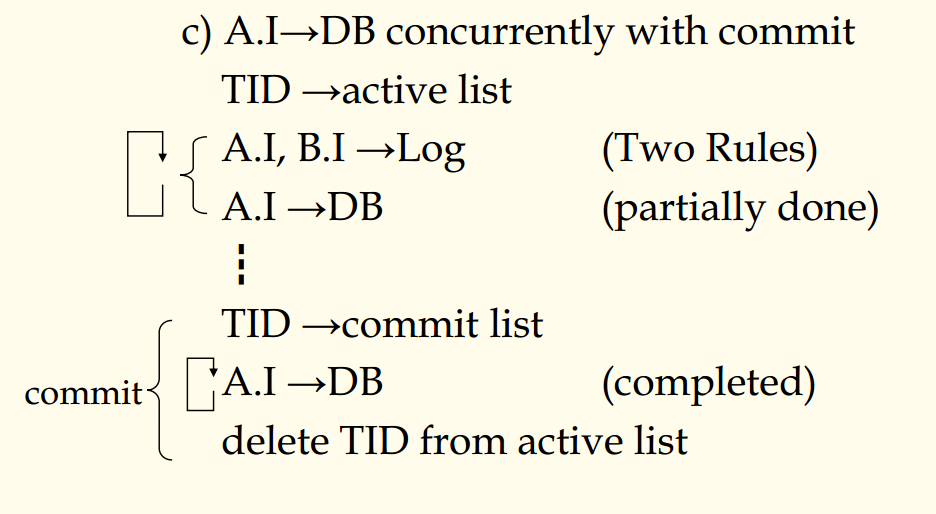 c) A.I→DB concurrently with commit
TID →active list
A.I, B.I →Log (Two Rules)
A.I →DB (partially done)
TID →commit list
commit A.I →DB (completed)
delete TID from active list